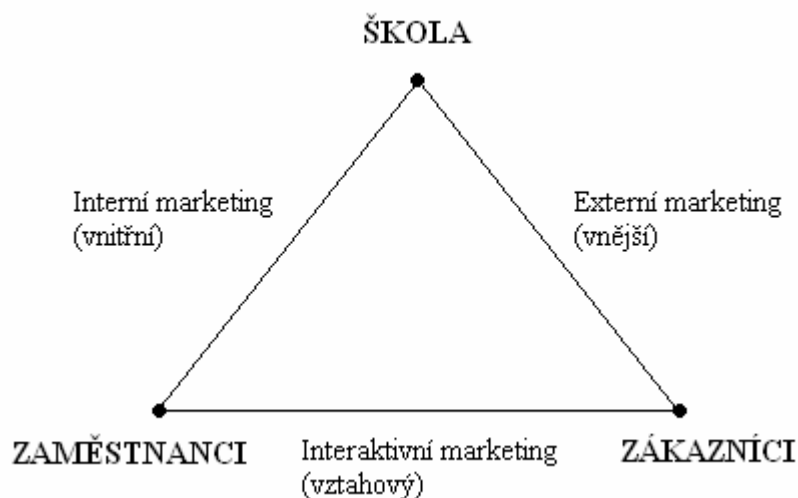 ŠKOLA
Interní marketing
(vnitřní)
Externí marketing
(vnější)
ZAMĚSTNANCI
Interaktivní marketing
(vztahový)
ZÁKAZNÍCI